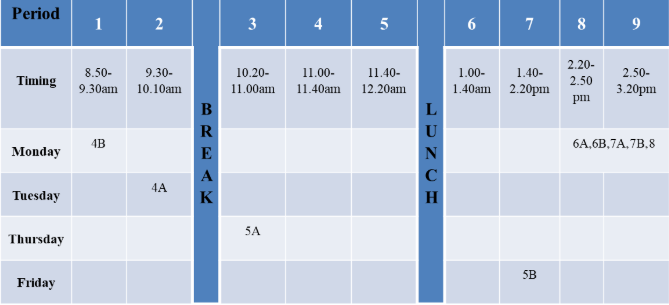 Period 1 2 3 4 5 6 7 8 9
Timing 8.50-9.30am 9.30-10.10am BREAK 10.20-11.00am 11.00-11.40am 11.40-12.20am LUNCH 1.00-1.40am 1.40-2.20pm 2.20-2.50 pm 2.50-3.20pm
Monday 4B 6A,6B,7A,7B,8
Tuesday 4A
Thursday 5A
Friday 5B